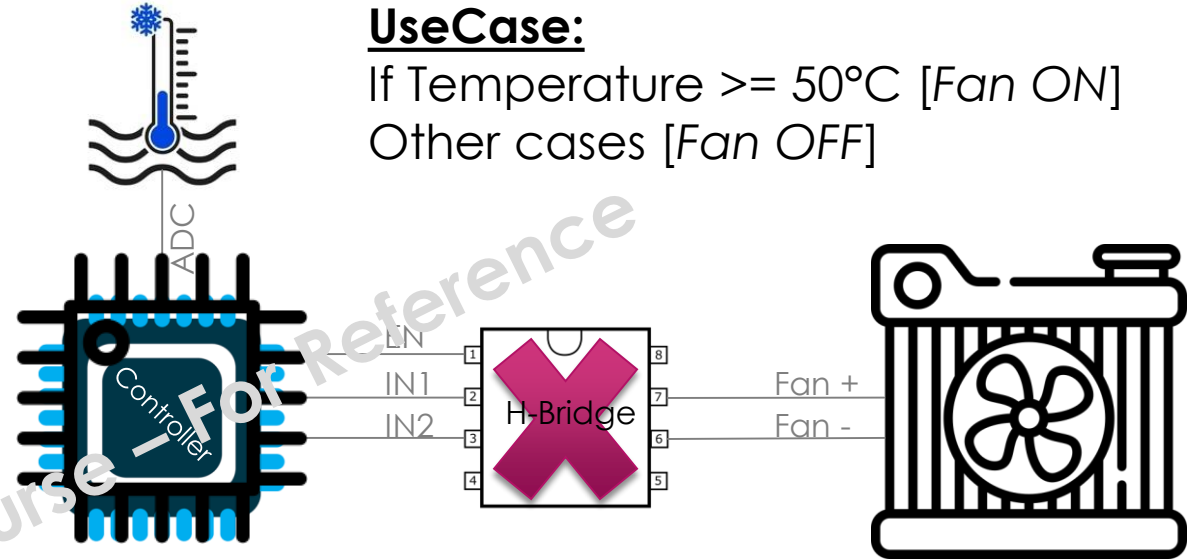 UseCase:
If Temperature >= 50°C [Fan ON]
Other cases [Fan OFF]
ADC
Controller
EN
IN1
IN2
1
2
3
4
H-Bridge
8
7
6
5
Fan +
Fan -
urse – For Reference